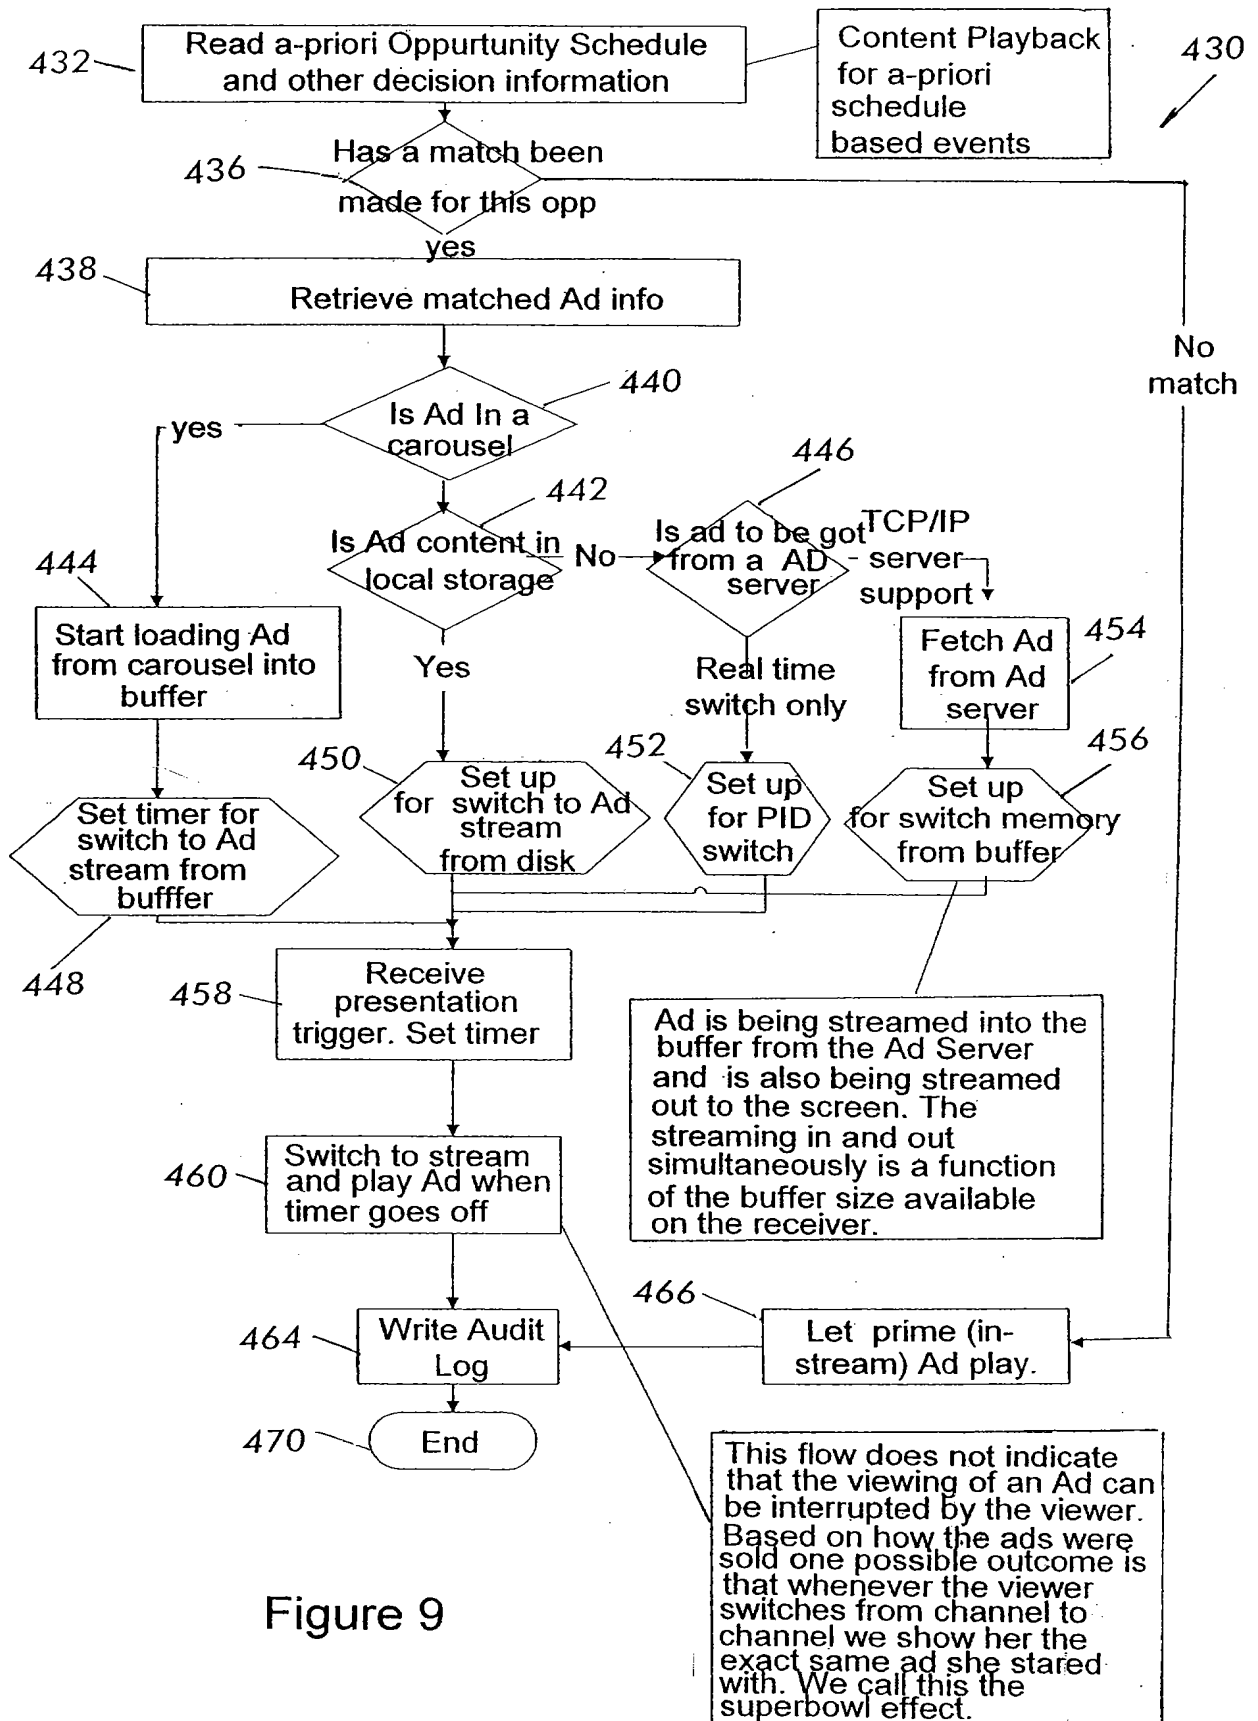 432
Read a-priori Oppurtunity Schedule
and other decision information
Content Playback
for a-priori
schedule
based events
430
436
Has a match been
made for this opp
yes
438
Retrieve matched Ad info
No
match
440
Is Ad In a
carousel
yes
442
Is Ad content in
local storage
No
446
Is ad to be got
from a AD
server
TCP/IP
server
support
444
Start loading Ad
from carousel into
buffer
Yes
Real time
switch only
Fetch Ad
from Ad
server
454
450
Set up
for switch to Ad
stream
from disk
452
Set up
for PID
switch
456
Set up
for switch memory
from buffer
Set timer for
switch to Ad
stream from
bufffer
448
458
Receive
presentation
trigger. Set timer
Ad is being streamed into the
buffer from the Ad Server
and is also being streamed
out to the screen. The
streaming in and out
simultaneously is a function
of the buffer size available
on the receiver.
460
Switch to stream
and play Ad when
timer goes off
466
Let prime (in-
stream) Ad play.
464
Write Audit
Log
470
End
This flow does not indicate
that the viewing of an Ad can
be interrupted by the viewer.
Based on how the ads were
sold one possible outcome is
that whenever the viewer
switches from channel to
channel we show her the
exact same ad she stared
with. We call this the
superbowl effect.
Figure 9